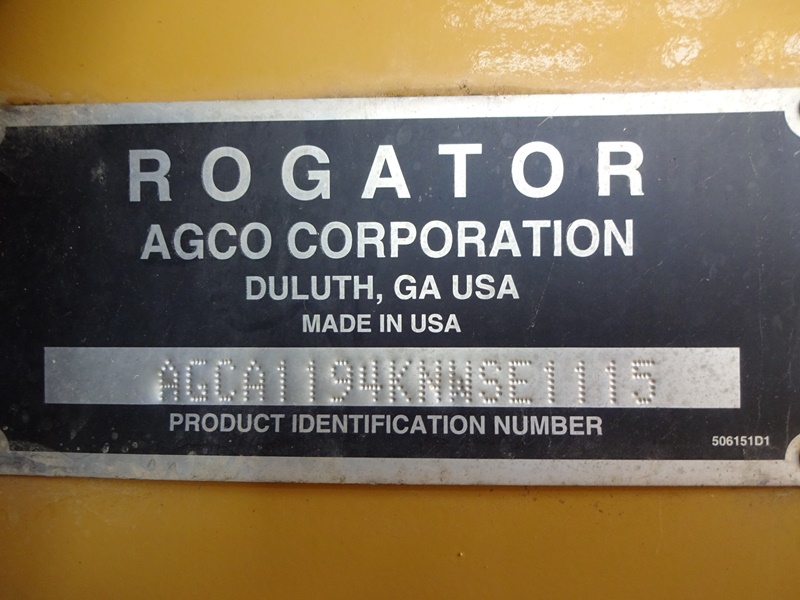 ROGATOR
AGCO CORPORATION
DULUTH, GA USA
MADE IN USA
AGCA1194KNWSE1115
PRODUCT IDENTIFICATION NUMBER
506151D1